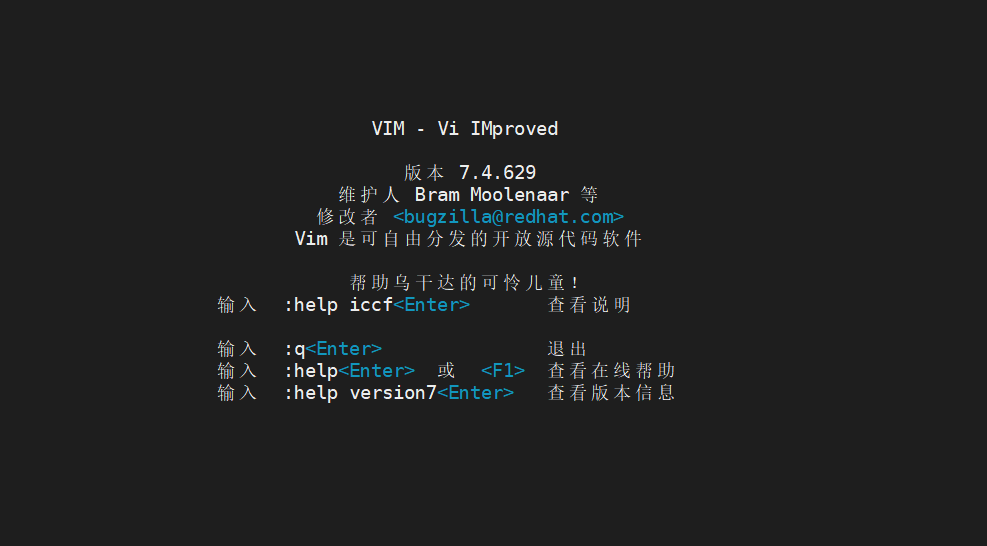 VIM - Vi IMproved
版本 7.4.629
维护人 Bram Moolenaar 等
修改者 <bugzilla@redhat.com>
Vim 是可自由分发的开放源代码软件
帮助乌干达的可怜儿童!
输入 :help iccf<Enter> 查看说明
输入 :q<Enter> 退出
输入 :help<Enter> 或 <F1> 查看在线帮助
输入 :help version7<Enter> 查看版本信息